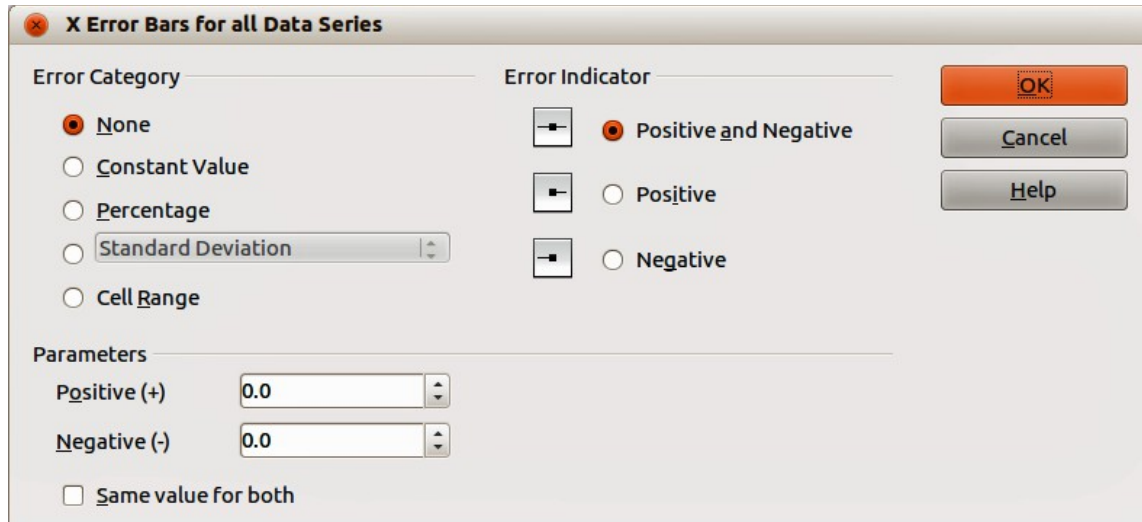 X Error Bars for all Data Series
Error Category
None
Constant Value
Percentage
Standard Deviation
Cell Range
Error Indicator
Positive and Negative
Positive
Negative
OK
Cancel
Help
Parameters
Positive (+) 0.0
Negative (-) 0.0
Same value for both